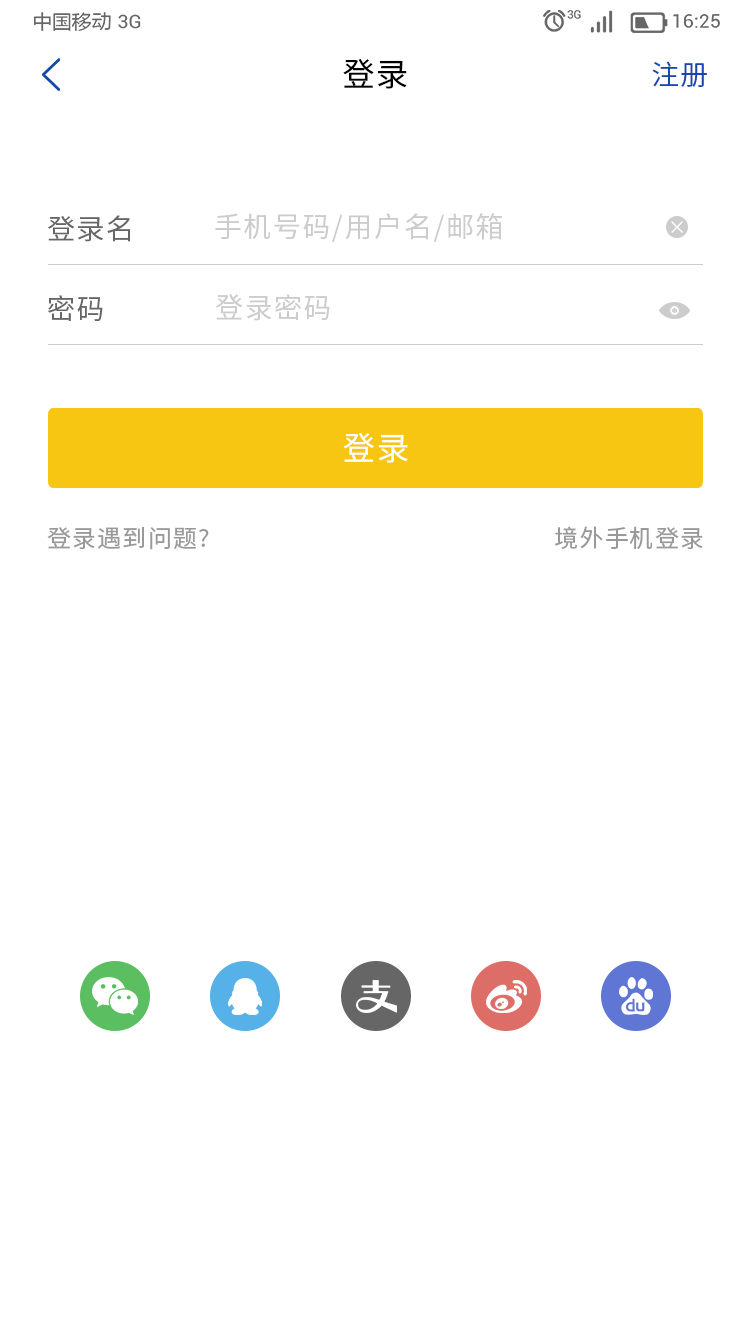 中国移动 3G 3G 16:25
登录 注册
登录名 手机号码/用户名/邮箱
密码 登录密码
登录
登录遇到问题? 境外手机登录
支 du